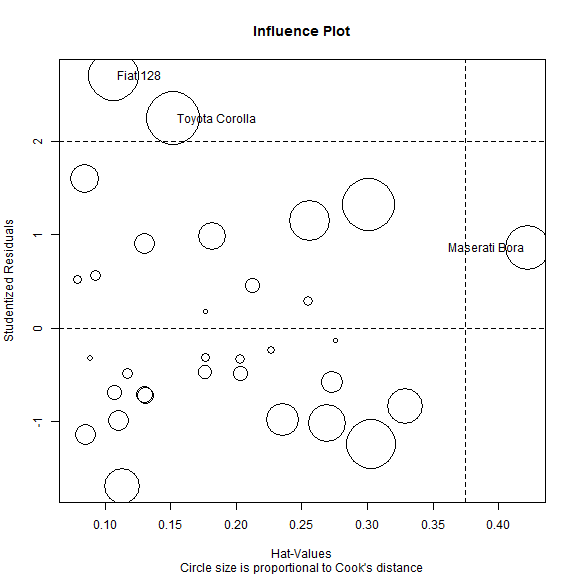 Influence Plot
Fiat 128
Toyota Corolla
Maserati Bora
Studentized Residuals
2
1
0
-1
0.10 0.15 0.20 0.25 0.30 0.35 0.40
Hat-Values
Circle size is proportional to Cook's distance